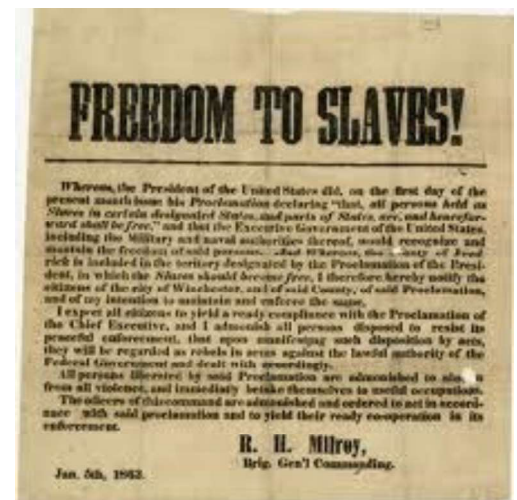 FREEDOM TO SLAVES!
Whereas, the President of the United States did, on the first day of the
present month issue his Proclamation declaring "that, all persons held as
Slaves in certain designated States, and parts of States, are, and hencefor-
ward shall be free," and that the Executive Government of the United States,
including the Military and naval authorities thereof, would recognize and
mantain the freedom of said persons. And Whereas, the County of Fred
rick is included in the territory designated by the Proclamation of the Presi-
dent, in which the Slaves should become free, I therefore hereby notify the
citizens of the city of Winchester, and of said County, of said Proclamation,
and of my intention to maintain and enforce the same.
I expect all citizens to yield a ready compliance with the Proclamation of
the Chief Executive, and I admonish all persons disposed to resist its
peaceful enforcement, that upon manifesting such disposition by acts,
they will be regarded as rebels in arms against the lawful authority of the
Federal Government and dealt with accordingly.
All persons liberated by said Proclamation are admonished to
from all violence, and immediatly betake themselves to useful occupations.
The officers of this command are admonished and ordered to act in accord-
ance with said proclamation and to yield their ready co-operation in its
enforcement.
R. H. Milroy,
Brig. Gen'l Commanding.
Jan. 5th, 1863.